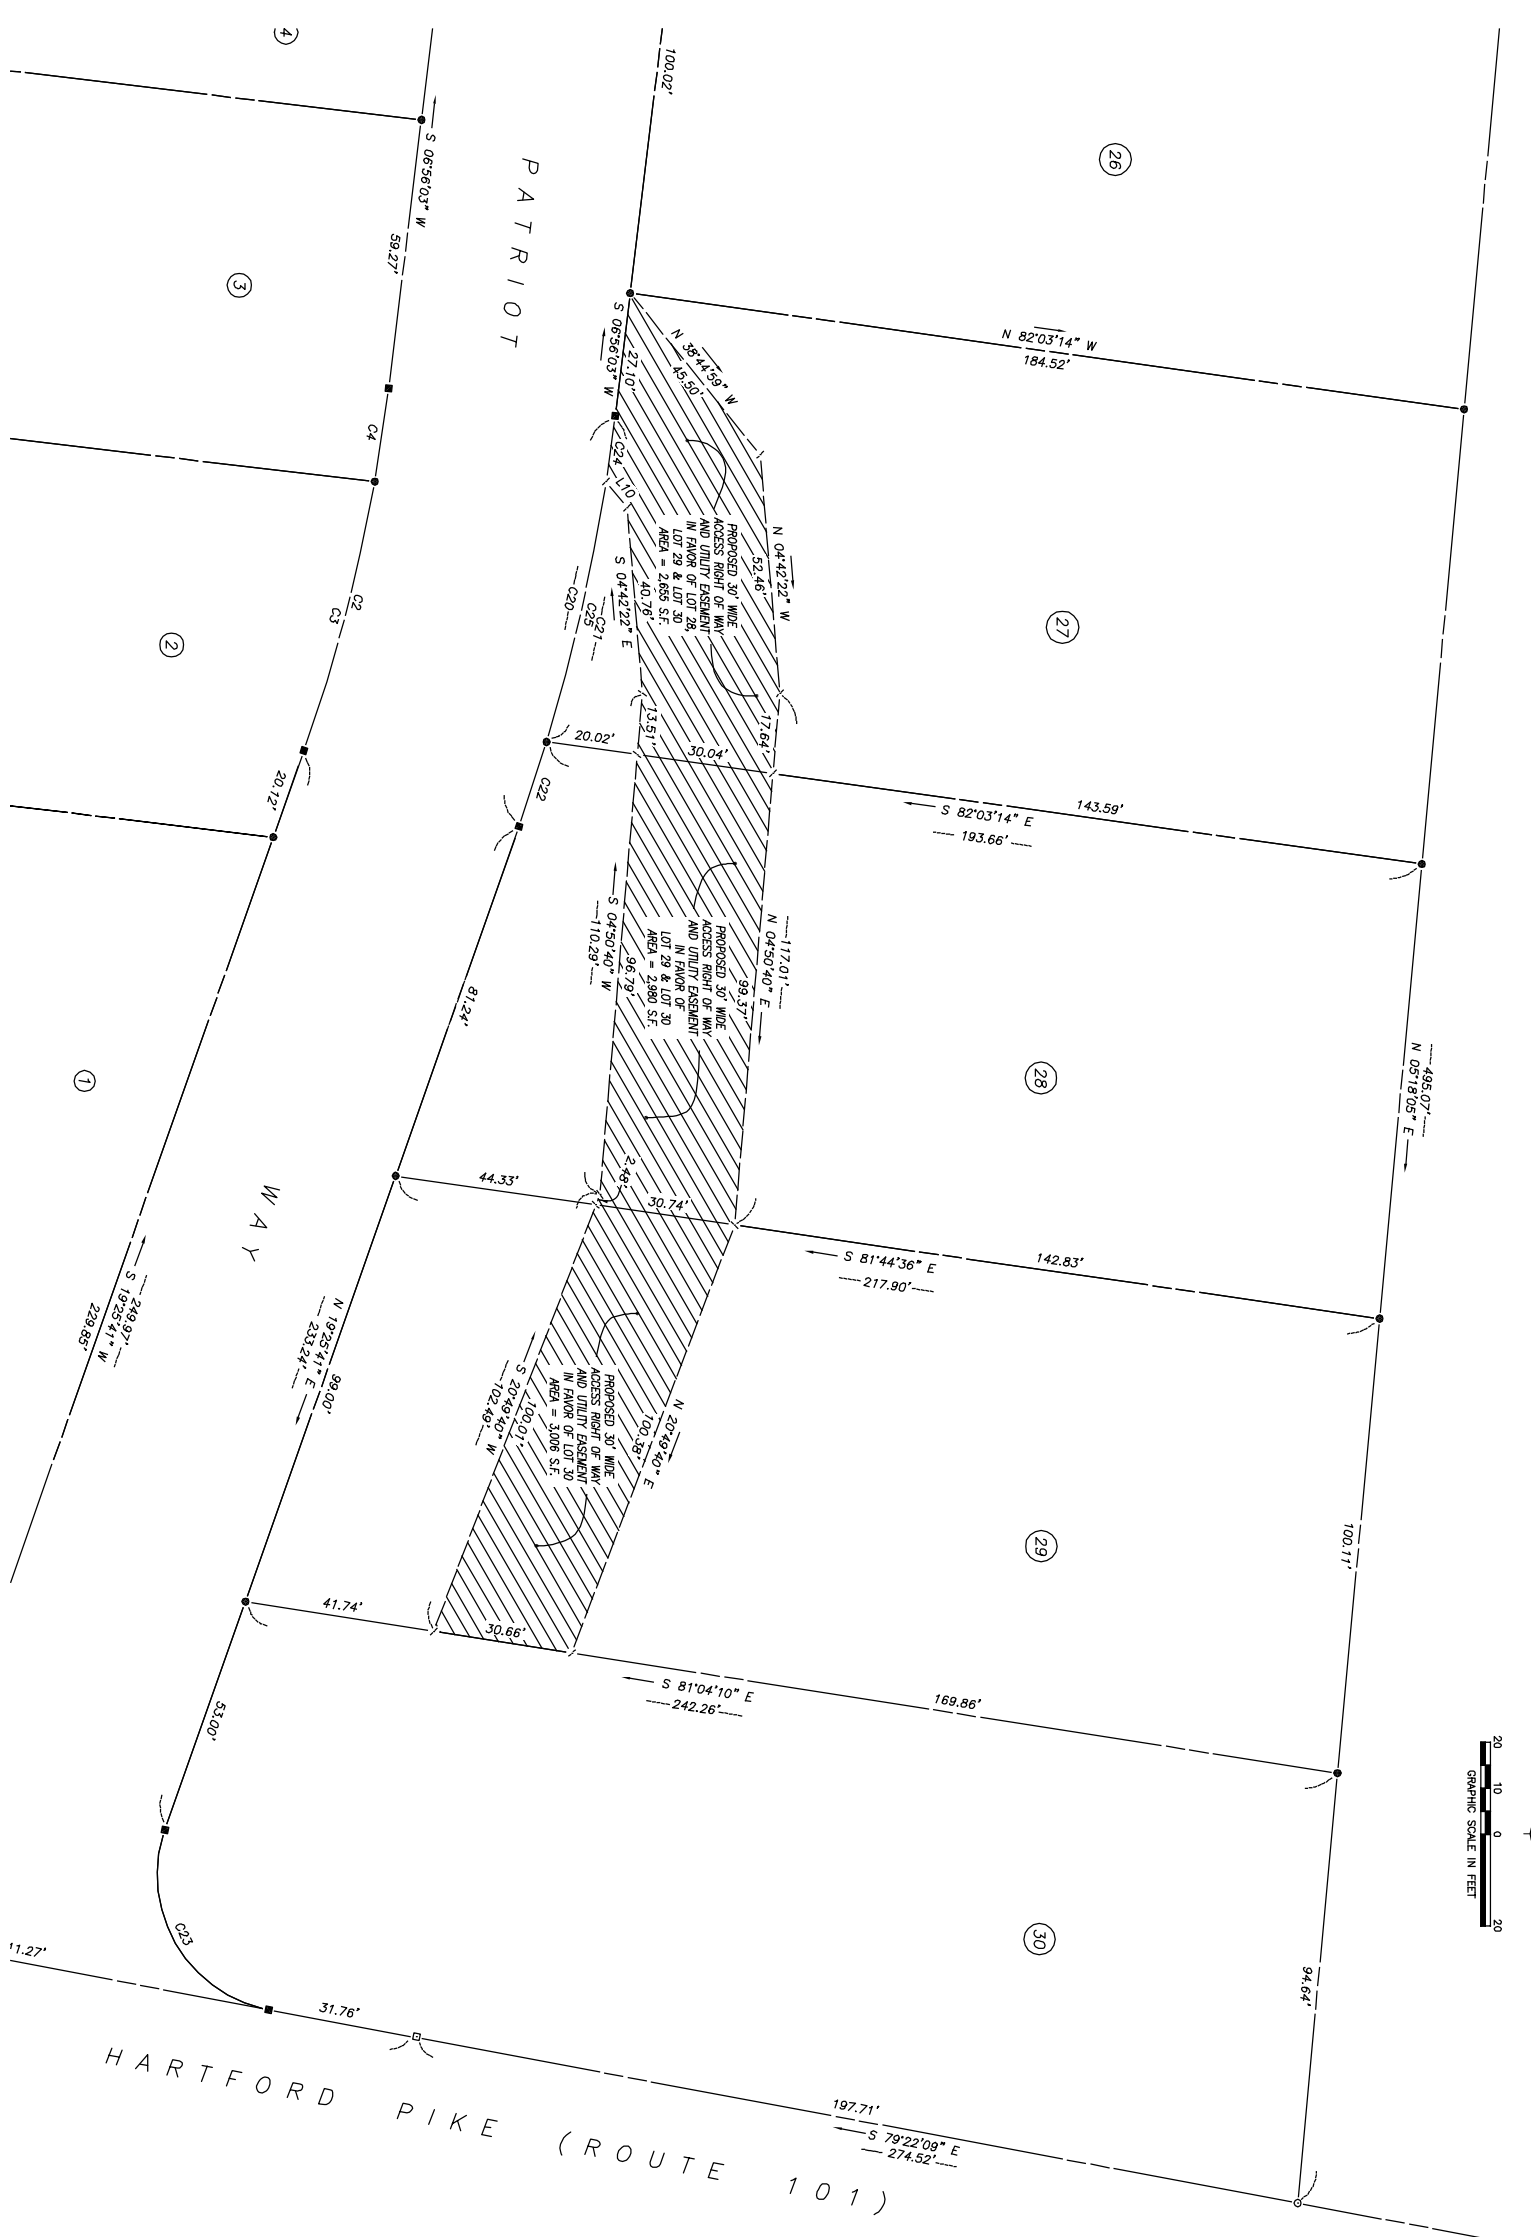 4
100.02'
26
S 06°56'03" W
59.27'
PATRIOT
3
N 82°03'14" W
184.52'
N 38°44'59" W
45.50'
S 06°56'03" W
27.10'
C4
C24
L10
N 04°42'22" W
52.46'
PROPOSED 30' WIDE
ACCESS RIGHT OF WAY
AND UTILITY EASEMENT
IN FAVOR OF LOT 28,
LOT 29 & LOT 30
AREA = 2,655 S.F.
S 04°42'22" E
40.76'
C2
C3
C20
C21
C25
27
2
13.51'
17.64'
20.02'
30.04'
143.59'
S 82°03'14" E
193.66'
C22
20.12'
117.01'
N 04°50'40" E
99.37'
PROPOSED 30' WIDE
ACCESS RIGHT OF WAY
AND UTILITY EASEMENT
IN FAVOR OF
LOT 29 & LOT 30
AREA = 2,980 S.F.
96.79'
S 04°50'40" W
110.29'
81.24'
28
1
495.07'
N 05°18'05" E
2.48'
44.33'
30.74'
142.83'
S 81°44'36" E
217.90'
WAY
249.97'
S 19°25'41" W
229.85'
N 19°25'41" E
233.24'
99.00'
PROPOSED 30' WIDE
ACCESS RIGHT OF WAY
AND UTILITY EASEMENT
IN FAVOR OF LOT 30
AREA = 3,006 S.F.
N 20°49'40" E
100.38'
100.01'
S 20°49'40" W
102.49'
29
100.11'
41.74'
30.66'
169.86'
S 81°04'10" E
242.26'
53.00'
20 10 0 20
GRAPHIC SCALE IN FEET
30
94.64'
C23
11.27'
31.76'
197.71'
S 79°22'09" E
274.52'
HARTFORD PIKE (ROUTE 101)